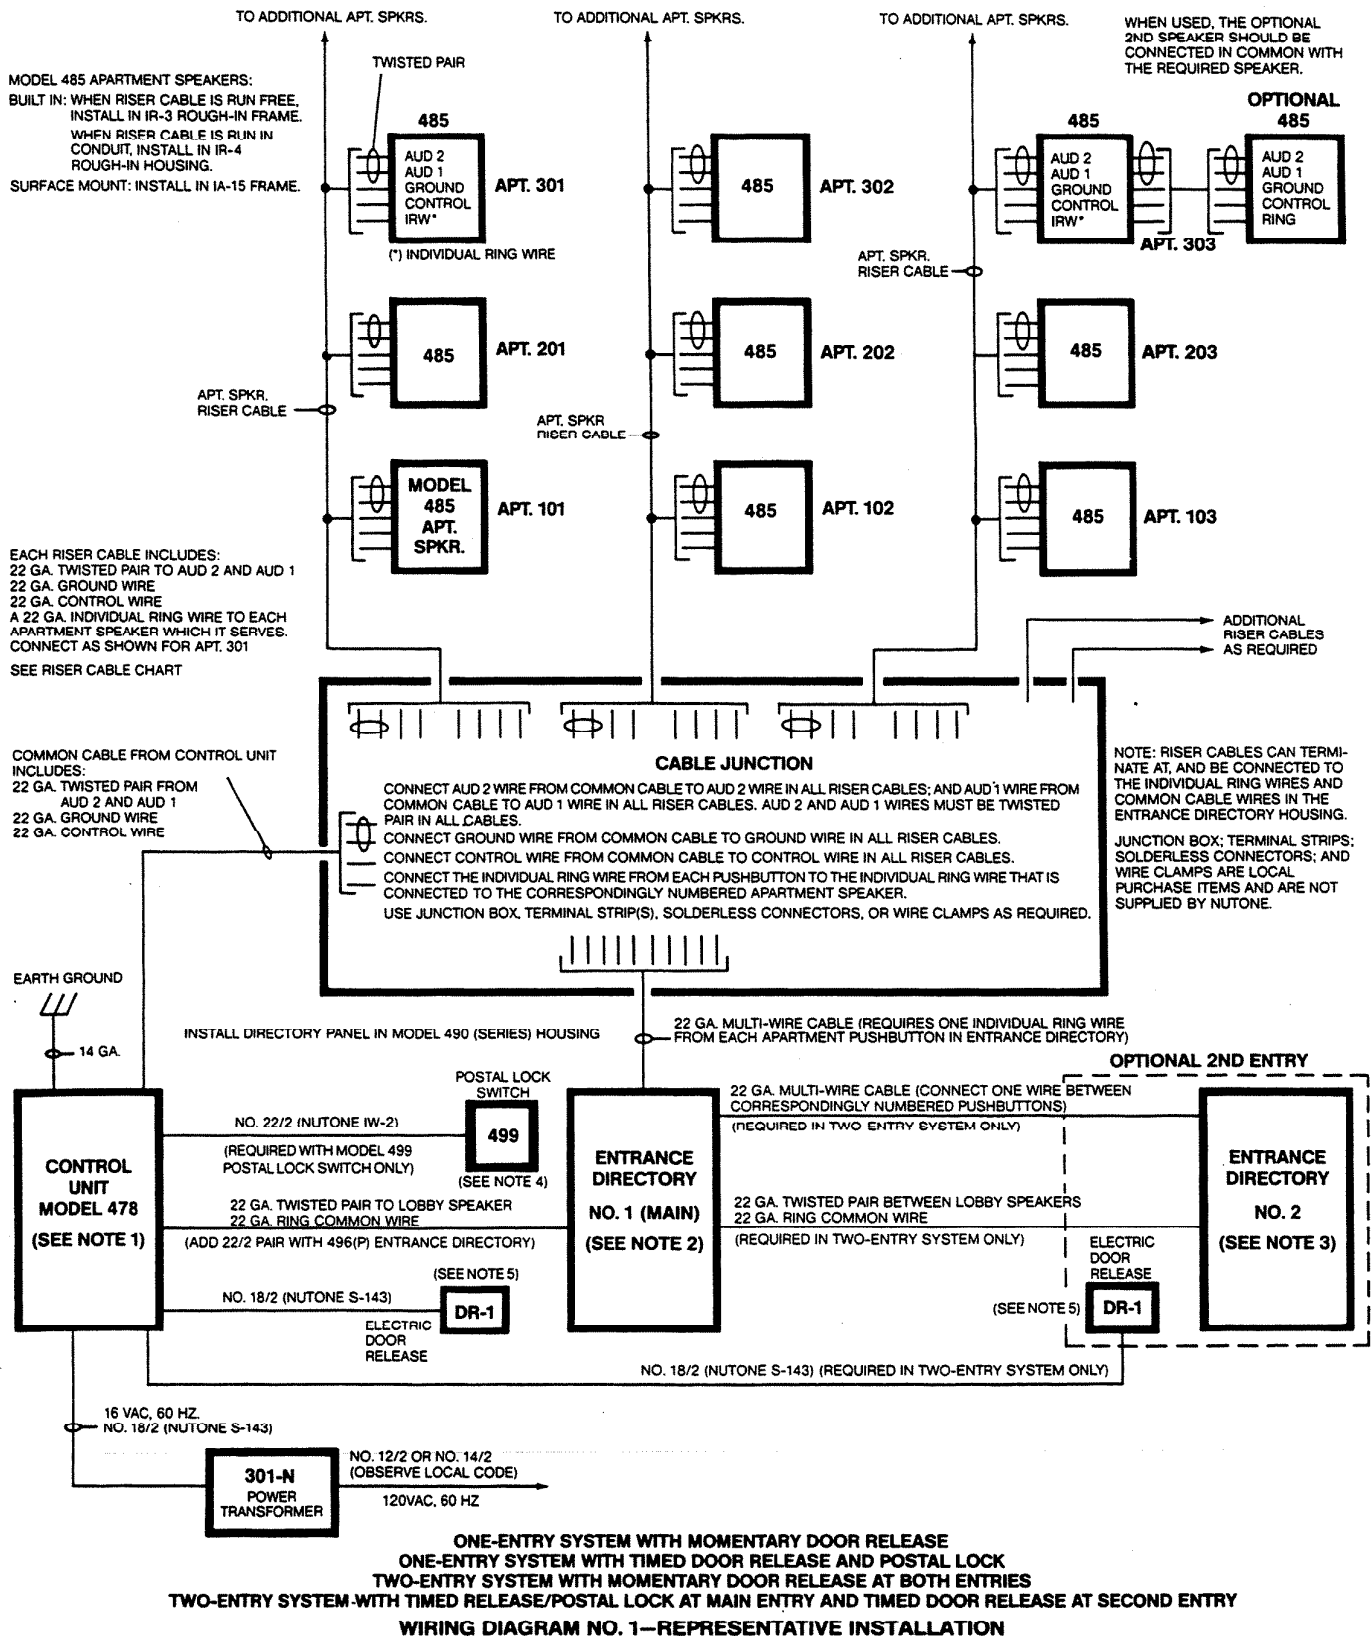 TO ADDITIONAL APT. SPKRS.
TO ADDITIONAL APT. SPKRS.
TO ADDITIONAL APT. SPKRS.
WHEN USED, THE OPTIONAL
2ND SPEAKER SHOULD BE
CONNECTED IN COMMON WITH
THE REQUIRED SPEAKER.
TWISTED PAIR
MODEL 485 APARTMENT SPEAKERS:
BUILT IN: WHEN RISER CABLE IS RUN FREE,
INSTALL IN IR-3 ROUGH-IN FRAME.
WHEN RISER CABLE IS RUN IN
CONDUIT, INSTALL IN IR-4
ROUGH-IN HOUSING.
SURFACE MOUNT: INSTALL IN IA-15 FRAME.
485
AUD 2
AUD 1
GROUND
CONTROL
IRW*
APT. 301
(*) INDIVIDUAL RING WIRE
485
APT. 302
485
AUD 2
AUD 1
GROUND
CONTROL
IRW*
APT. 303
OPTIONAL
485
AUD 2
AUD 1
GROUND
CONTROL
RING
APT. SPKR.
RISER CABLE
485
APT. 201
485
APT. 202
485
APT. 203
APT. SPKR.
RISER CABLE
APT. SPKR
RISER CABLE
MODEL
485
APT.
SPKR.
APT. 101
485
APT. 102
485
APT. 103
EACH RISER CABLE INCLUDES:
22 GA. TWISTED PAIR TO AUD 2 AND AUD 1
22 GA. GROUND WIRE
22 GA. CONTROL WIRE
A 22 GA. INDIVIDUAL RING WIRE TO EACH
APARTMENT SPEAKER WHICH IT SERVES.
CONNECT AS SHOWN FOR APT. 301
SEE RISER CABLE CHART
ADDITIONAL
RISER CABLES
AS REQUIRED
COMMON CABLE FROM CONTROL UNIT
INCLUDES:
22 GA. TWISTED PAIR FROM
AUD 2 AND AUD 1
22 GA. GROUND WIRE
22 GA. CONTROL WIRE
CABLE JUNCTION
CONNECT AUD 2 WIRE FROM COMMON CABLE TO AUD 2 WIRE IN ALL RISER CABLES; AND AUD 1 WIRE FROM
COMMON CABLE TO AUD 1 WIRE IN ALL RISER CABLES. AUD 2 AND AUD 1 WIRES MUST BE TWISTED
PAIR IN ALL CABLES.
CONNECT GROUND WIRE FROM COMMON CABLE TO GROUND WIRE IN ALL RISER CABLES.
CONNECT CONTROL WIRE FROM COMMON CABLE TO CONTROL WIRE IN ALL RISER CABLES.
CONNECT THE INDIVIDUAL RING WIRE FROM EACH PUSHBUTTON TO THE INDIVIDUAL RING WIRE THAT IS
CONNECTED TO THE CORRESPONDINGLY NUMBERED APARTMENT SPEAKER.
USE JUNCTION BOX, TERMINAL STRIP(S), SOLDERLESS CONNECTORS, OR WIRE CLAMPS AS REQUIRED.
NOTE: RISER CABLES CAN TERMI-
NATE AT, AND BE CONNECTED TO
THE INDIVIDUAL RING WIRES AND
COMMON CABLE WIRES IN THE
ENTRANCE DIRECTORY HOUSING.
JUNCTION BOX; TERMINAL STRIPS;
SOLDERLESS CONNECTORS; AND
WIRE CLAMPS ARE LOCAL
PURCHASE ITEMS AND ARE NOT
SUPPLIED BY NUTONE.
EARTH GROUND
14 GA.
INSTALL DIRECTORY PANEL IN MODEL 490 (SERIES) HOUSING
22 GA. MULTI-WIRE CABLE (REQUIRES ONE INDIVIDUAL RING WIRE
FROM EACH APARTMENT PUSHBUTTON IN ENTRANCE DIRECTORY)
OPTIONAL 2ND ENTRY
CONTROL
UNIT
MODEL 478
(SEE NOTE 1)
POSTAL LOCK
SWITCH
499
(SEE NOTE 4)
NO. 22/2 (NUTONE IW-2)
(REQUIRED WITH MODEL 499
POSTAL LOCK SWITCH ONLY)
22 GA. TWISTED PAIR TO LOBBY SPEAKER
22 GA. RING COMMON WIRE
(ADD 22/2 PAIR WITH 496(P) ENTRANCE DIRECTORY)
(SEE NOTE 5)
NO. 18/2 (NUTONE S-143)
DR-1
ELECTRIC
DOOR
RELEASE
ENTRANCE
DIRECTORY
NO. 1 (MAIN)
(SEE NOTE 2)
22 GA. MULTI-WIRE CABLE (CONNECT ONE WIRE BETWEEN
CORRESPONDINGLY NUMBERED PUSHBUTTONS)
(REQUIRED IN TWO ENTRY SYSTEM ONLY)
22 GA. TWISTED PAIR BETWEEN LOBBY SPEAKERS
22 GA. RING COMMON WIRE
(REQUIRED IN TWO-ENTRY SYSTEM ONLY)
ELECTRIC
DOOR
RELEASE
(SEE NOTE 5)
DR-1
ENTRANCE
DIRECTORY
NO. 2
(SEE NOTE 3)
NO. 18/2 (NUTONE S-143) (REQUIRED IN TWO-ENTRY SYSTEM ONLY)
16 VAC, 60 HZ.
NO. 18/2 (NUTONE S-143)
301-N
POWER
TRANSFORMER
NO. 12/2 OR NO. 14/2
(OBSERVE LOCAL CODE)
120VAC, 60 HZ
ONE-ENTRY SYSTEM WITH MOMENTARY DOOR RELEASE
ONE-ENTRY SYSTEM WITH TIMED DOOR RELEASE AND POSTAL LOCK
TWO-ENTRY SYSTEM WITH MOMENTARY DOOR RELEASE AT BOTH ENTRIES
TWO-ENTRY SYSTEM-WITH TIMED RELEASE/POSTAL LOCK AT MAIN ENTRY AND TIMED DOOR RELEASE AT SECOND ENTRY
WIRING DIAGRAM NO. 1—REPRESENTATIVE INSTALLATION